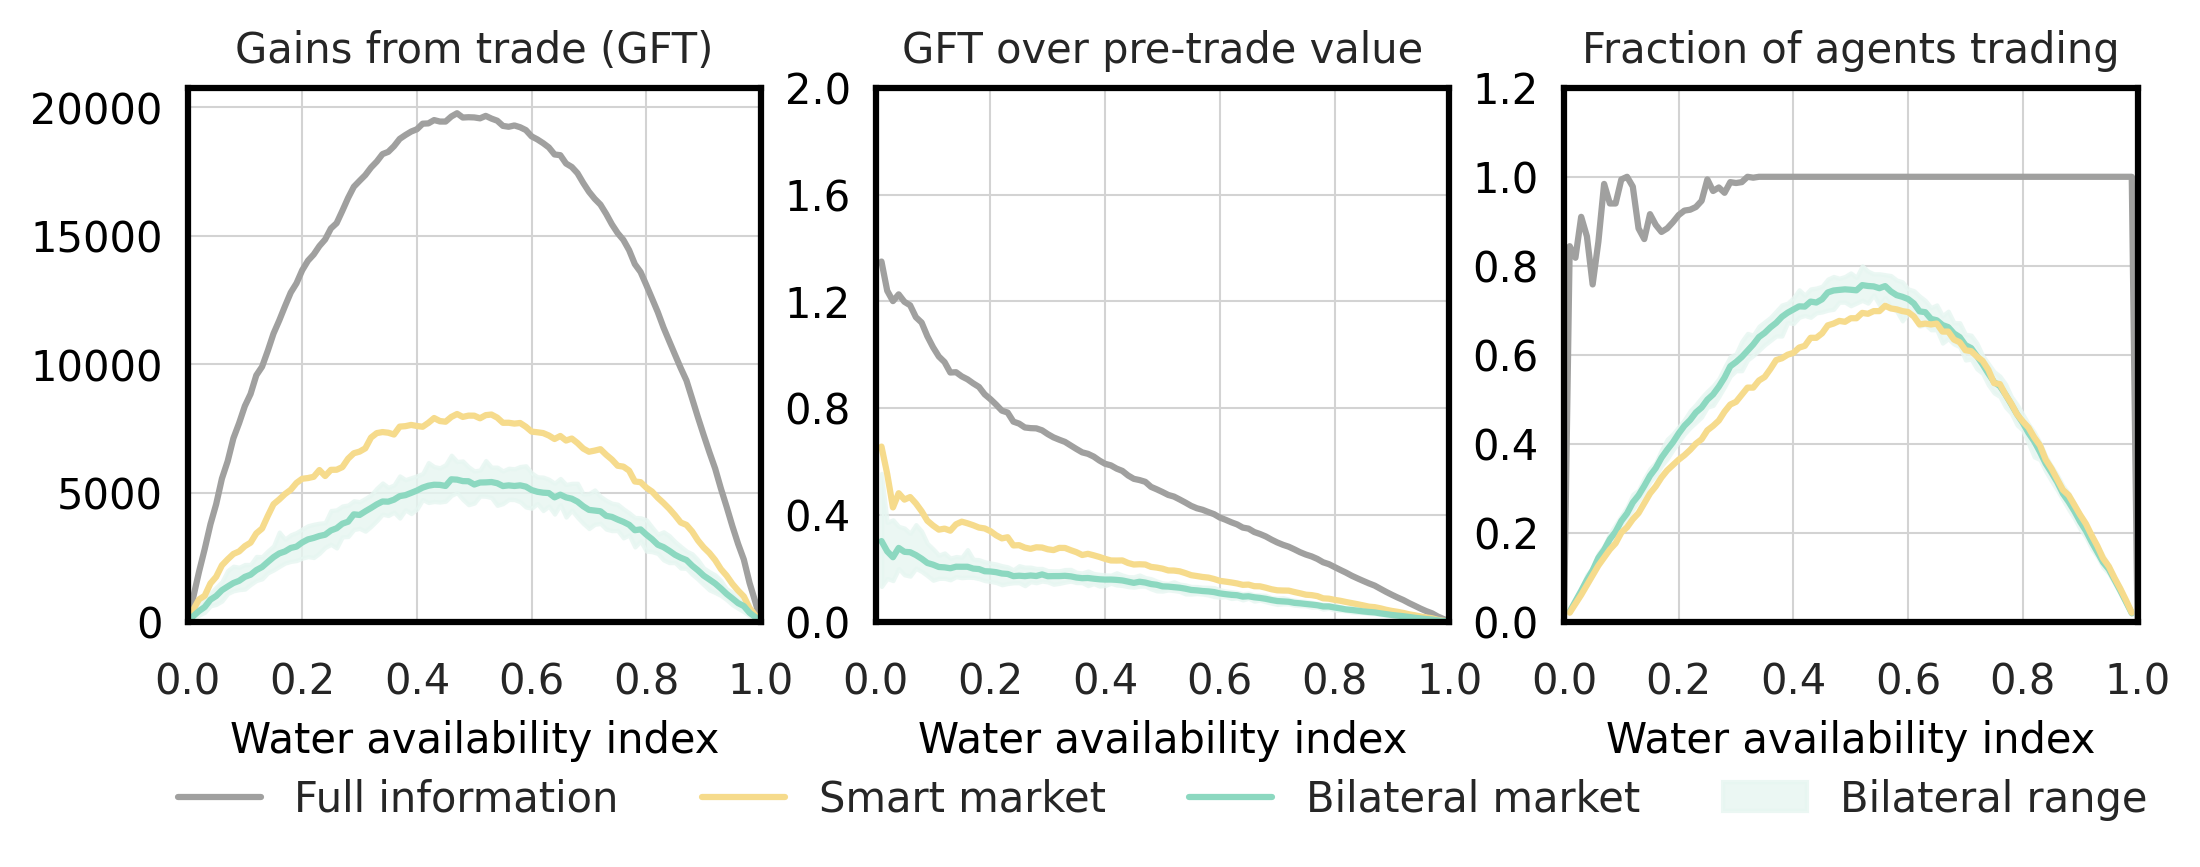 Gains from trade (GFT)
GFT over pre-trade value
Fraction of agents trading
20000
15000
10000
5000
0
2.0
1.6
1.2
0.8
0.4
0.0
1.2
1.0
0.8
0.6
0.4
0.2
0.0
0.0 0.2 0.4 0.6 0.8 1.0
0.0 0.2 0.4 0.6 0.8 1.0
0.0 0.2 0.4 0.6 0.8 1.0
Water availability index
Water availability index
Water availability index
Full information
Smart market
Bilateral market
Bilateral range